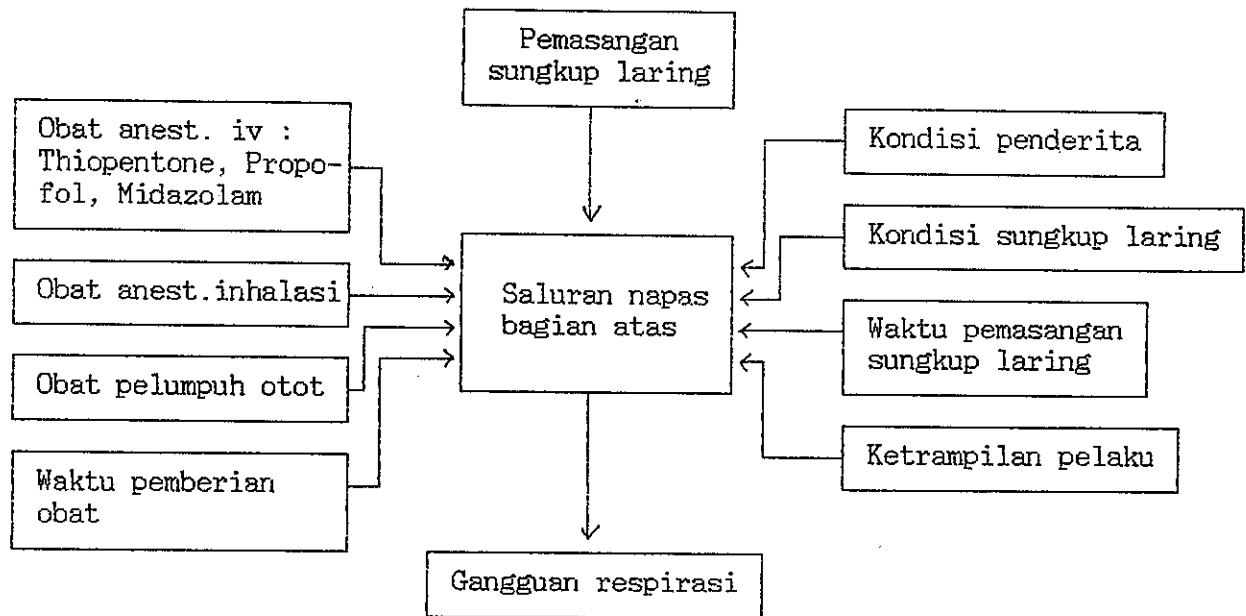 Pemasangan
sungkup laring
Obat anest. iv :
Thiopentone, Propo-
fol, Midazolam
Obat anest.inhalasi
Obat pelumpuh otot
Waktu pemberian
obat
Saluran napas
bagian atas
Kondisi penderita
Kondisi sungkup laring
Waktu pemasangan
sungkup laring
Ketrampilan pelaku
Gangguan respirasi